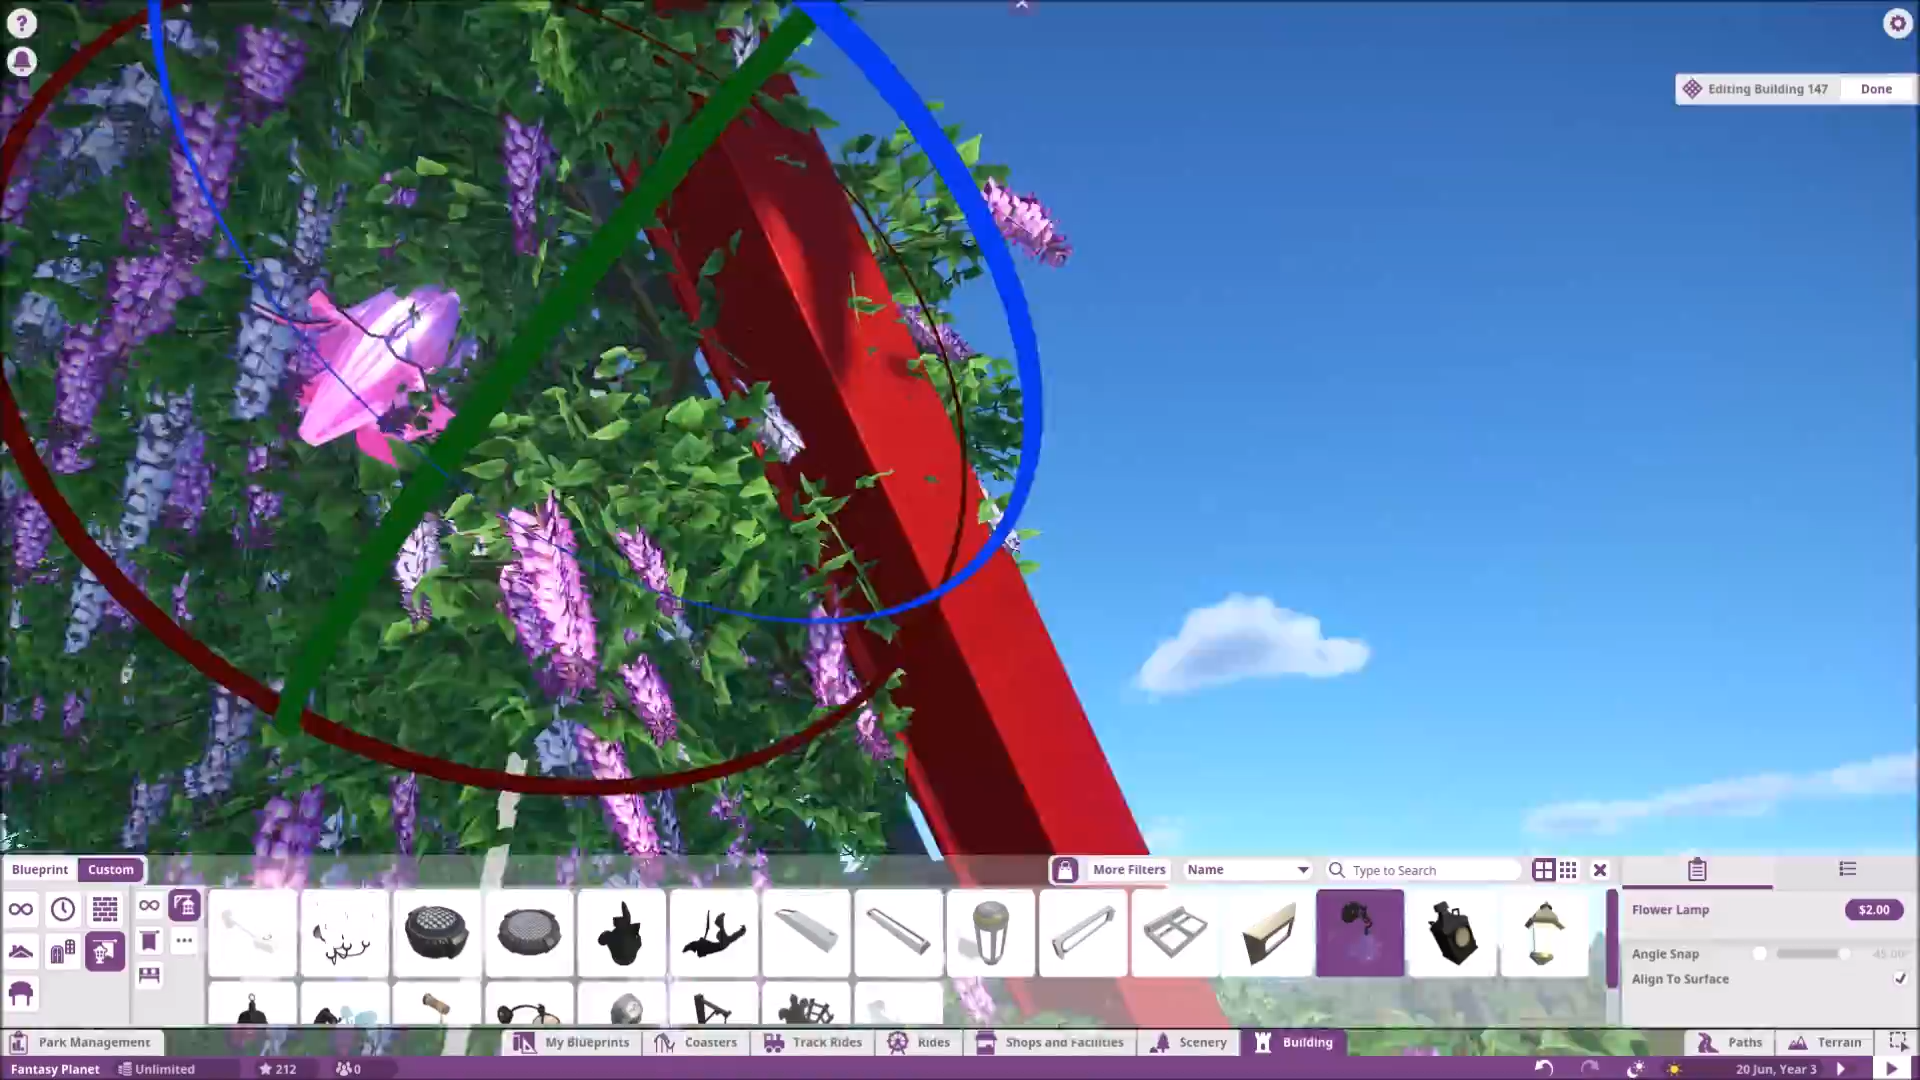 ?
Editing Building 147 Done
Blueprint Custom
More Filters Name Type to Search
Flower Lamp $2.00
Angle Snap 45.00°
Align To Surface
Park Management My Blueprints Coasters Track Rides Rides Shops and Facilities Scenery Building Paths Terrain
Fantasy Planet Unlimited 212 0 20 Jun, Year 3